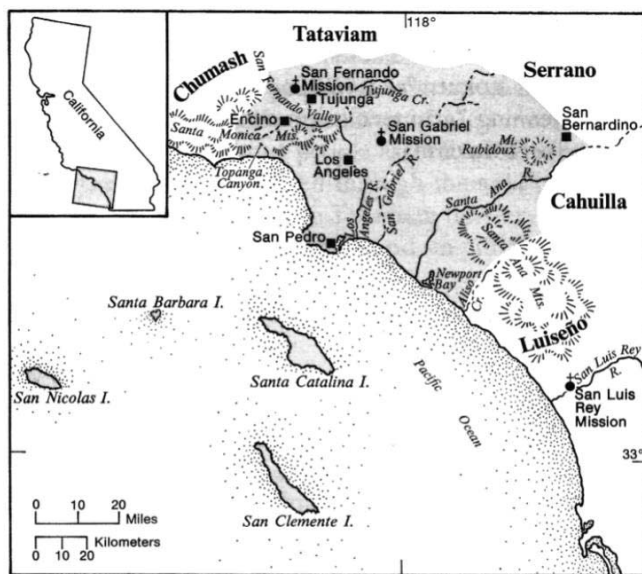 118°
Tataviam
Chumash
Serrano
San
Fernando
Valley
San Fernando
Mission
Tujunga
Tujunga Cr.
Encino
San Gabriel
Mission
San
Bernardino
Santa
Monica
Mts.
Mt.
Rubidoux
Topanga
Canyon
Los
Angeles
Los
Angeles R.
San
Gabriel
R.
Santa
Ana
R.
Cahuilla
San Pedro
Santa
Ana
Mts.
Newport
Bay
Aliso
Cr.
Luiseño
California
Santa Barbara I.
San Nicolas I.
Santa Catalina I.
Pacific
Ocean
San Luis Rey
R.
San Luis
Rey
Mission
33°
San Clemente I.
0 10 20
Miles
0 10 20
Kilometers